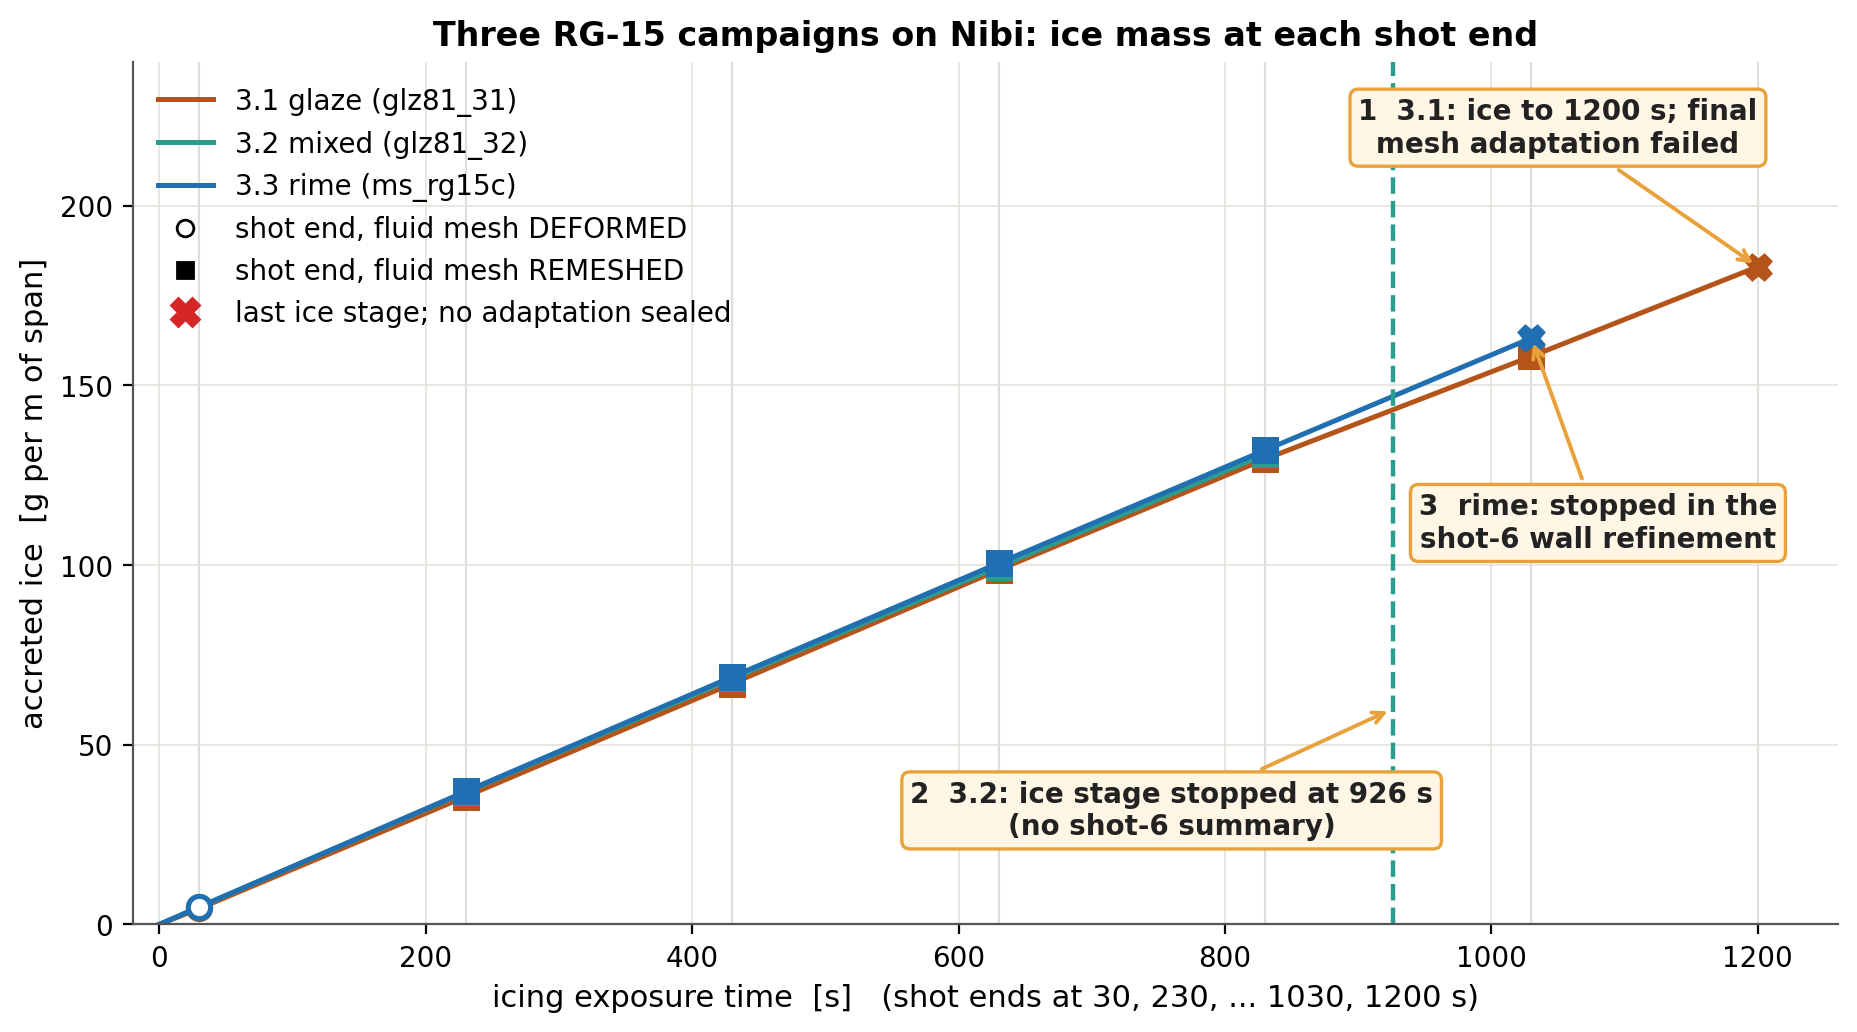 Three RG-15 campaigns on Nibi: ice mass at each shot end
3.1 glaze (glz81_31)
3.2 mixed (glz81_32)
3.3 rime (ms_rg15c)
shot end, fluid mesh DEFORMED
shot end, fluid mesh REMESHED
last ice stage; no adaptation sealed
1  3.1: ice to 1200 s; final
mesh adaptation failed
3  rime: stopped in the
shot-6 wall refinement
2  3.2: ice stage stopped at 926 s
(no shot-6 summary)
accreted ice  [g per m of span]
200
150
100
50
0
0 200 400 600 800 1000 1200
icing exposure time  [s]   (shot ends at 30, 230, ... 1030, 1200 s)